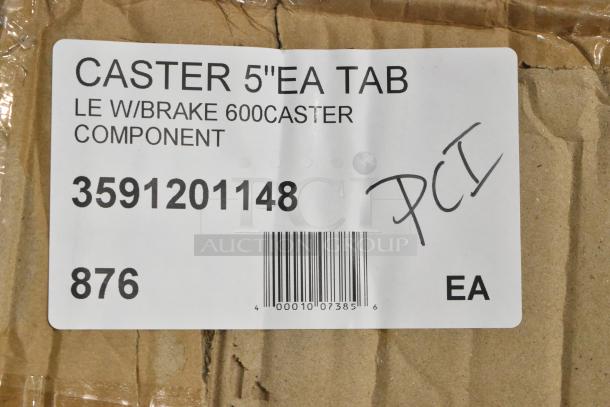 CASTER 5"EA TAB
LE W/BRAKE 600CASTER
COMPONENT
3591201148
PCI
pci
AUCTION GROUP
876
4 00010 07385 6
EA